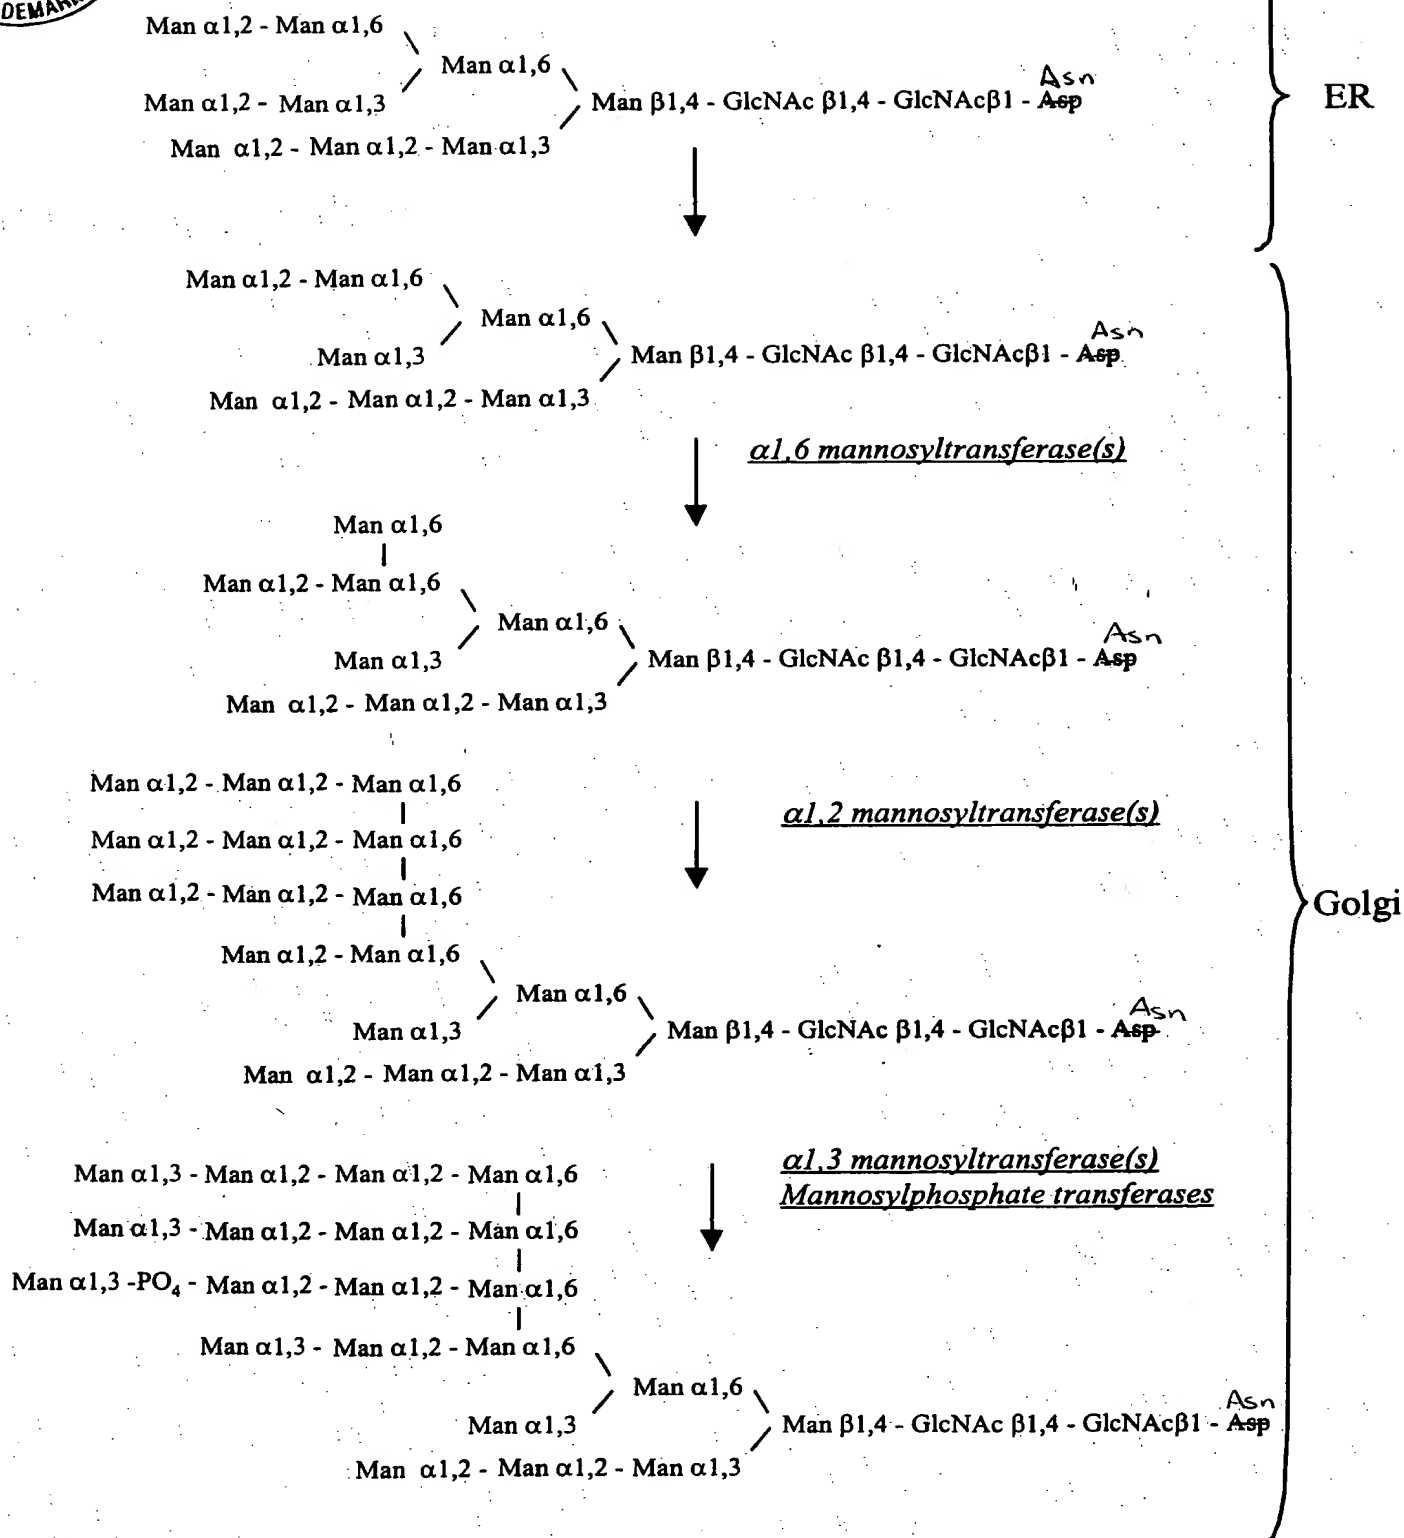 Man α1,2 - Man α1,6
Man α1,6
Asn
Man α1,2 - Man α1,3
Man β1,4 - GlcNAc β1,4 - GlcNAcβ1 - Asp
ER
Man α1,2 - Man α1,2 - Man α1,3
Man α1,2 - Man α1,6
Man α1,6
Asn
Man α1,3
Man β1,4 - GlcNAc β1,4 - GlcNAcβ1 - Asp
Man α1,2 - Man α1,2 - Man α1,3
α1,6 mannosyltransferase(s)
Man α1,6
Man α1,2 - Man α1,6
Man α1,6
Asn
Man α1,3
Man β1,4 - GlcNAc β1,4 - GlcNAcβ1 - Asp
Man α1,2 - Man α1,2 - Man α1,3
Man α1,2 - Man α1,2 - Man α1,6
α1,2 mannosyltransferase(s)
Man α1,2 - Man α1,2 - Man α1,6
Man α1,2 - Man α1,2 - Man α1,6
Golgi
Man α1,2 - Man α1,6
Man α1,6
Asn
Man α1,3
Man β1,4 - GlcNAc β1,4 - GlcNAcβ1 - Asp
Man α1,2 - Man α1,2 - Man α1,3
α1,3 mannosyltransferase(s)
Man α1,3 - Man α1,2 - Man α1,2 - Man α1,6
Mannosylphosphate transferases
Man α1,3 - Man α1,2 - Man α1,2 - Man α1,6
Man α1,3 -PO4 - Man α1,2 - Man α1,2 - Man α1,6
Man α1,3 - Man α1,2 - Man α1,6
Man α1,6
Asn
Man α1,3
Man β1,4 - GlcNAc β1,4 - GlcNAcβ1 - Asp
Man α1,2 - Man α1,2 - Man α1,3